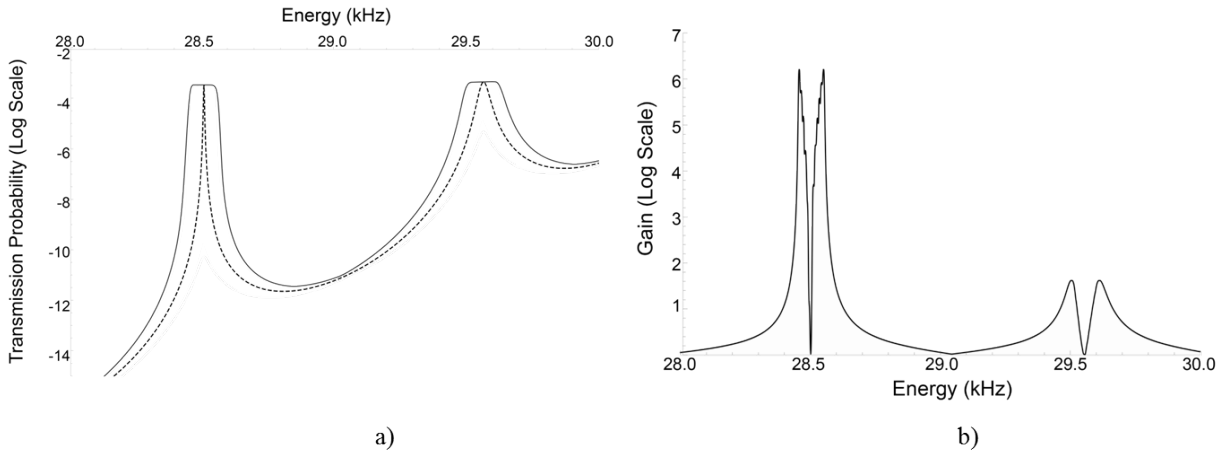 Energy (kHz)
28.0 28.5 29.0 29.5 30.0
-2
-4
-6
-8
-10
-12
-14
Transmission Probability (Log Scale)
a)
7
6
5
4
3
2
1
Gain (Log Scale)
28.0 28.5 29.0 29.5 30.0
Energy (kHz)
b)